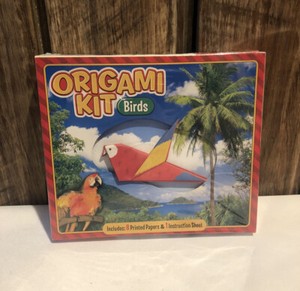 ORIGAMI
KIT
Birds
Includes: 8 Printed Papers & 1 Instruction Sheet